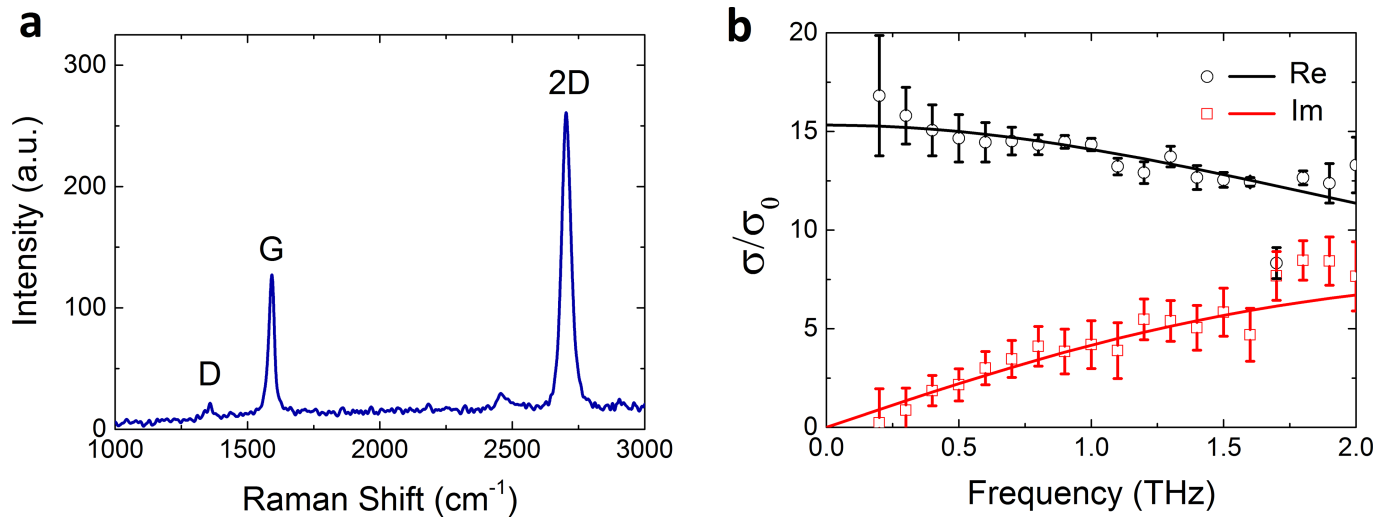 a
300
200
100
0
Intensity (a.u.)
D
G
2D
1000 1500 2000 2500 3000
Raman Shift (cm⁻¹)
b
20
15
10
5
0
σ/σ₀
Re
Im
0.0 0.5 1.0 1.5 2.0
Frequency (THz)